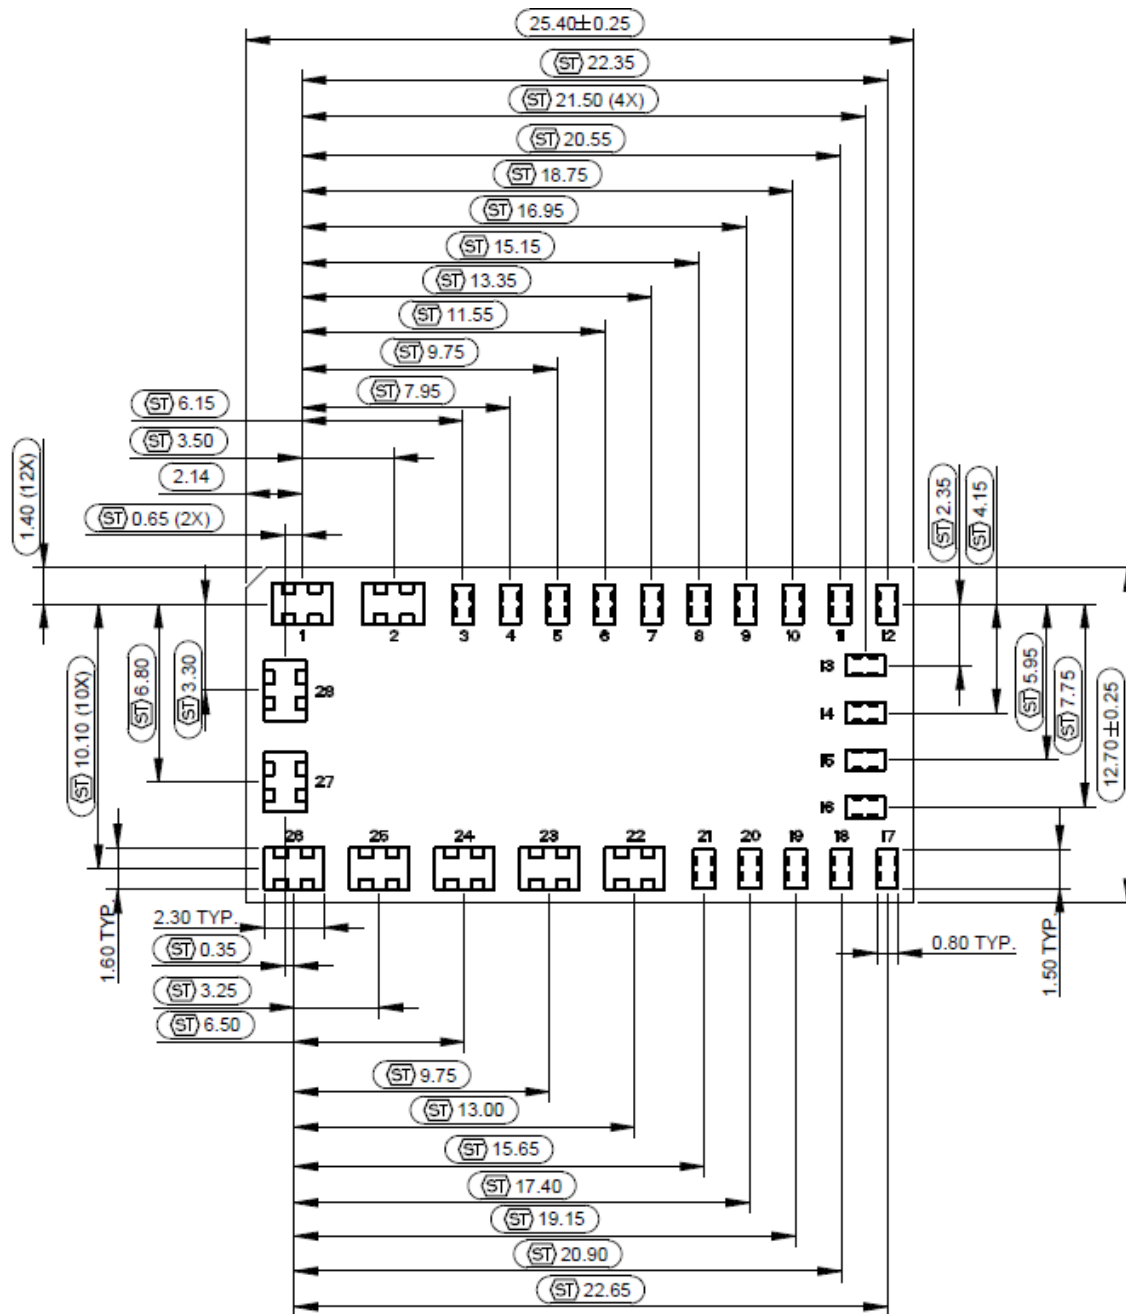 25.40±0.25
ST 22.35
ST 21.50 (4X)
ST 20.55
ST 18.75
ST 16.95
ST 15.15
ST 13.35
ST 11.55
ST 9.75
ST 7.95
ST 6.15
ST 3.50
2.14
ST 0.65 (2X)
1.40 (12X)
ST 2.35
ST 4.15
1 2 3 4 5 6 7 8 9 10 11 12
13
28
14
15
27
16
26 25 24 23 22 21 20 19 18 17
ST 10.10 (10X)
ST 6.80
ST 3.30
ST 5.95
ST 7.75
12.70±0.25
1.60 TYP.
2.30 TYP.
0.80 TYP.
1.50 TYP.
ST 0.35
ST 3.25
ST 6.50
ST 9.75
ST 13.00
ST 15.65
ST 17.40
ST 19.15
ST 20.90
ST 22.65